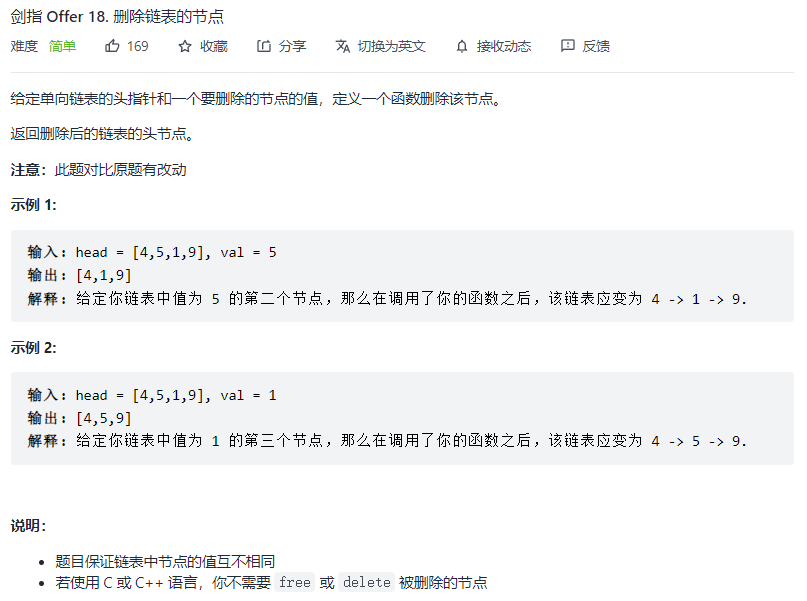 剑指 Offer 18. 删除链表的节点
难度 简单 169 收藏 分享 切换为英文 接收动态 反馈
给定单向链表的头指针和一个要删除的节点的值，定义一个函数删除该节点。
返回删除后的链表的头节点。
注意：此题对比原题有改动
示例 1:
输入: head = [4,5,1,9], val = 5
输出: [4,1,9]
解释: 给定你链表中值为 5 的第二个节点，那么在调用了你的函数之后，该链表应变为 4 -> 1 -> 9.
示例 2:
输入: head = [4,5,1,9], val = 1
输出: [4,5,9]
解释: 给定你链表中值为 1 的第三个节点，那么在调用了你的函数之后，该链表应变为 4 -> 5 -> 9.
说明：
• 题目保证链表中节点的值互不相同
• 若使用 C 或 C++ 语言，你不需要 free 或 delete 被删除的节点